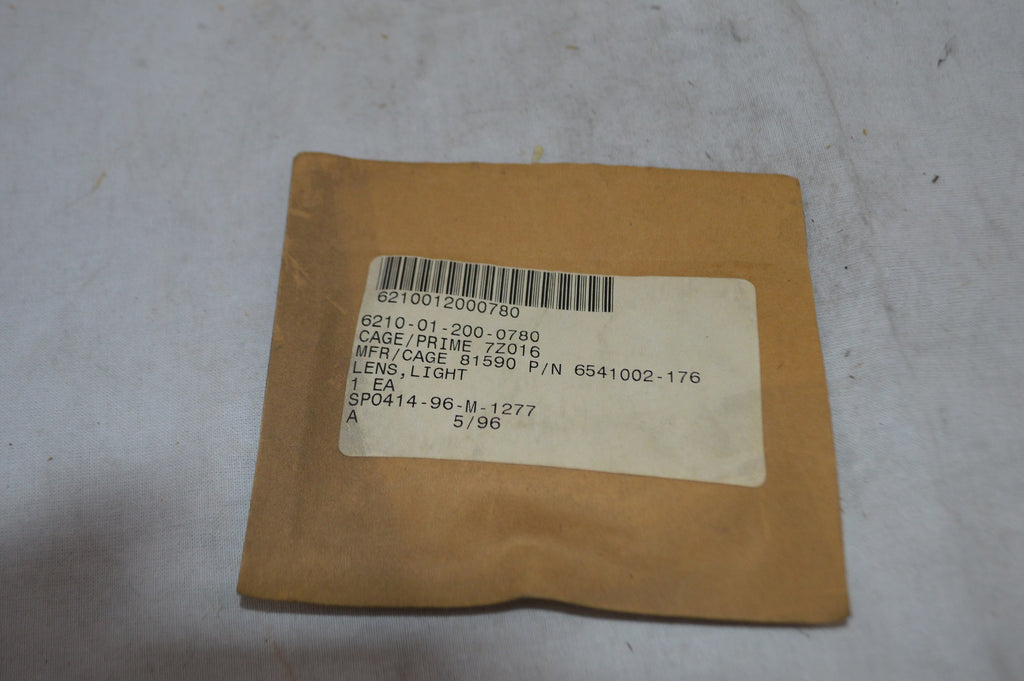 6210012000780
6210-01-200-0780
CAGE/PRIME 7Z016
MFR/CAGE 81590 P/N 6541002-176
LENS,LIGHT
1 EA
SP0414-96-M-1277
A 5/96